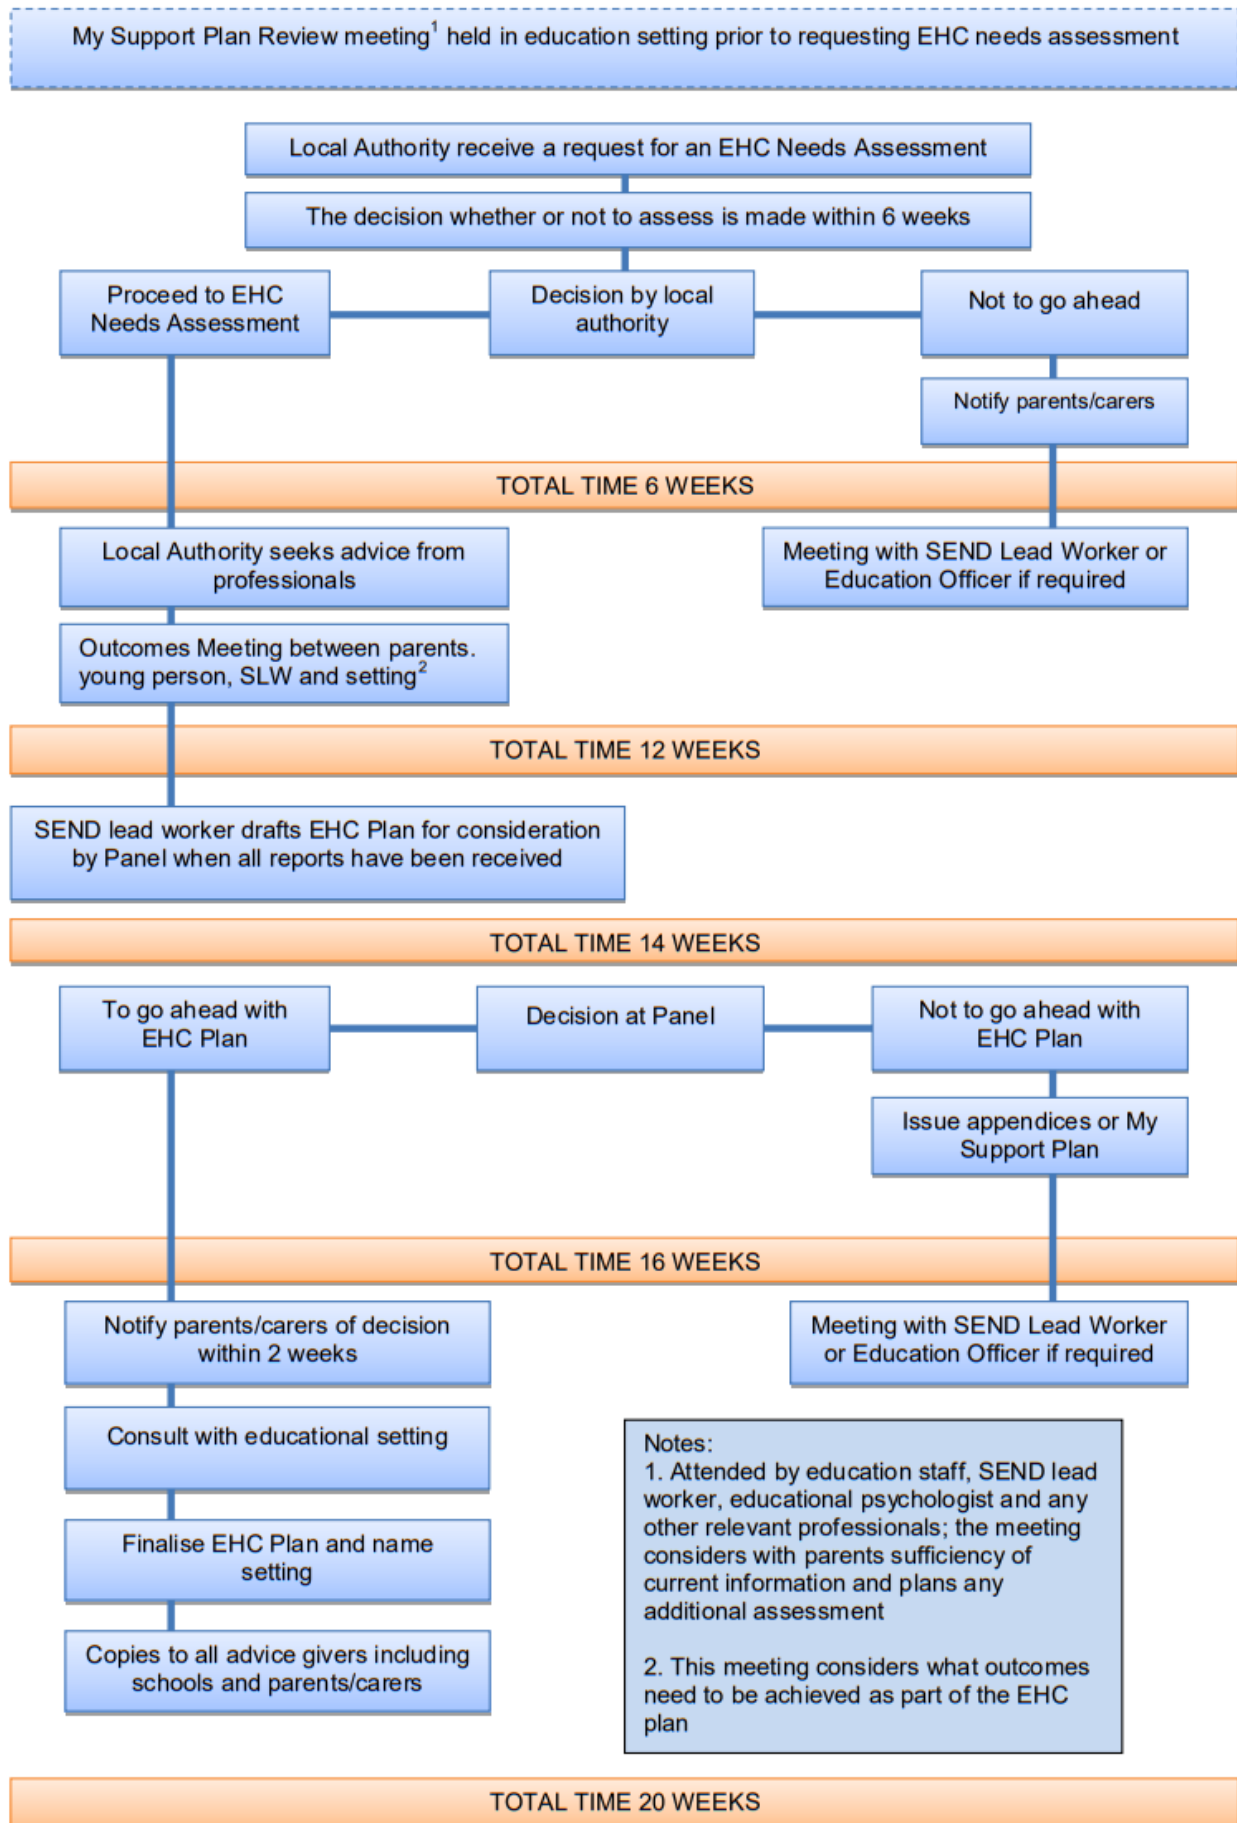 My Support Plan Review meeting1 held in education setting prior to requesting EHC needs assessment
Local Authority receive a request for an EHC Needs Assessment
The decision whether or not to assess is made within 6 weeks
Proceed to EHC
Needs Assessment
Decision by local
authority
Not to go ahead
Notify parents/carers
TOTAL TIME 6 WEEKS
Local Authority seeks advice from
professionals
Meeting with SEND Lead Worker or
Education Officer if required
Outcomes Meeting between parents.
young person, SLW and setting2
TOTAL TIME 12 WEEKS
SEND lead worker drafts EHC Plan for consideration
by Panel when all reports have been received
TOTAL TIME 14 WEEKS
To go ahead with
EHC Plan
Decision at Panel
Not to go ahead with
EHC Plan
Issue appendices or My
Support Plan
TOTAL TIME 16 WEEKS
Notify parents/carers of decision
within 2 weeks
Meeting with SEND Lead Worker
or Education Officer if required
Consult with educational setting
Finalise EHC Plan and name
setting
Copies to all advice givers including
schools and parents/carers
Notes:
1. Attended by education staff, SEND lead
worker, educational psychologist and any
other relevant professionals; the meeting
considers with parents sufficiency of
current information and plans any
additional assessment
2. This meeting considers what outcomes
need to be achieved as part of the EHC
plan
TOTAL TIME 20 WEEKS